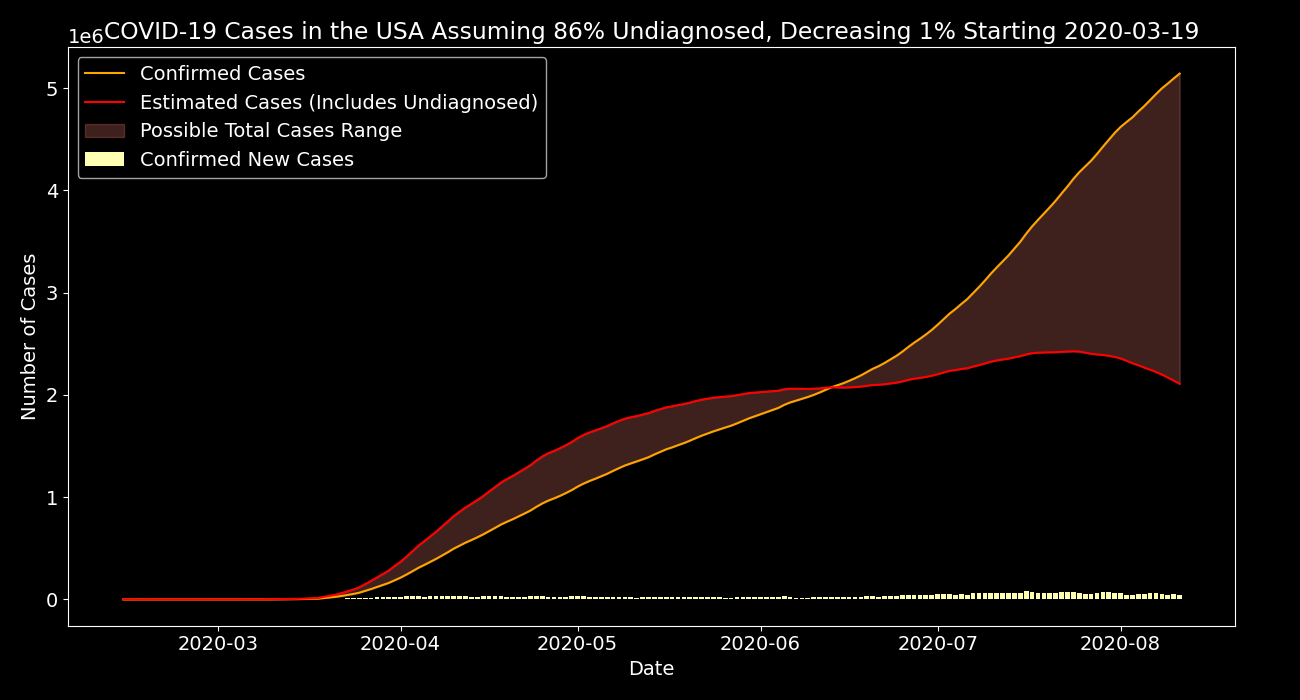 COVID-19 Cases in the USA Assuming 86% Undiagnosed, Decreasing 1% Starting 2020-03-19
1e6
Confirmed Cases
Estimated Cases (Includes Undiagnosed)
Possible Total Cases Range
Confirmed New Cases
Number of Cases
5
4
3
2
1
0
2020-03 2020-04 2020-05 2020-06 2020-07 2020-08
Date